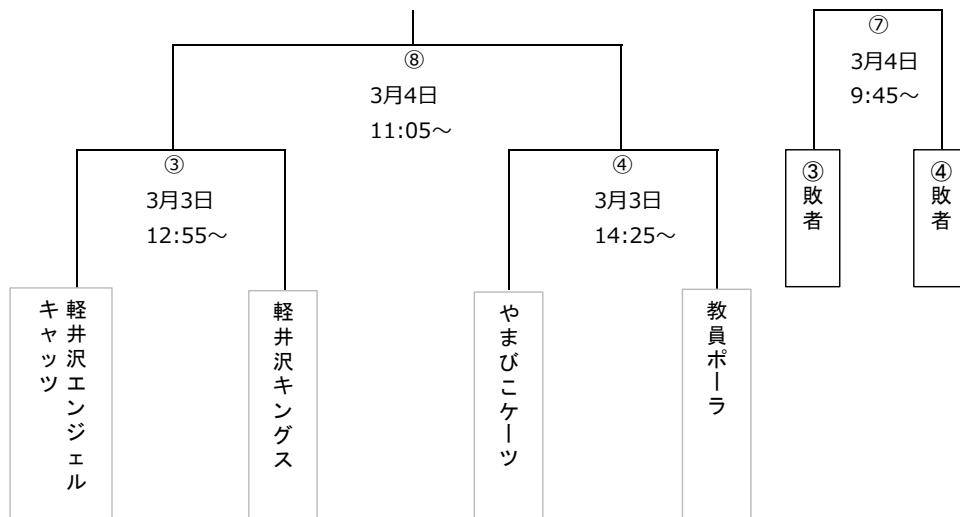 ⑧
3月4日
11:05～
⑦
3月4日
9:45～
③
3月3日
12:55～
④
3月3日
14:25～
③敗者
④敗者
軽井沢エンジェル
キャッツ
軽井沢キングス
やまびこケーツ
教員ポーラ